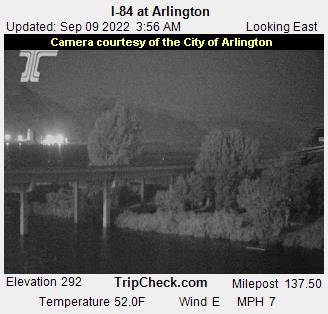 I-84 at Arlington
Updated: Sep 09 2022 3:56 AM Looking East
Camera courtesy of the City of Arlington
Elevation 292 TripCheck.com Milepost 137.50
Temperature 52.0F Wind E MPH 7